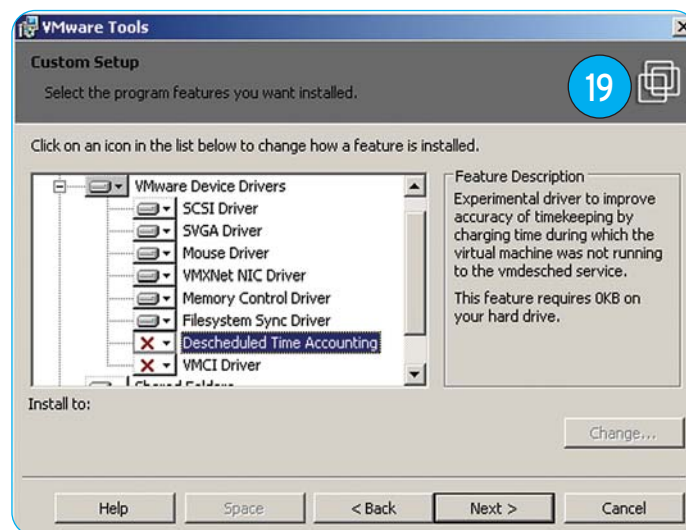 VMware Tools
Custom Setup
Select the program features you want installed.
19
Click on an icon in the list below to change how a feature is installed.
VMware Device Drivers
SCSI Driver
SVGA Driver
Mouse Driver
VMXNet NIC Driver
Memory Control Driver
Filesystem Sync Driver
Descheduled Time Accounting
VMCI Driver
Shared Folders
Feature Description
Experimental driver to improve
accuracy of timekeeping by
charging time during which the
virtual machine was not running
to the vmdesched service.
This feature requires 0KB on
your hard drive.
Install to:
Change...
Help
Space
< Back
Next >
Cancel